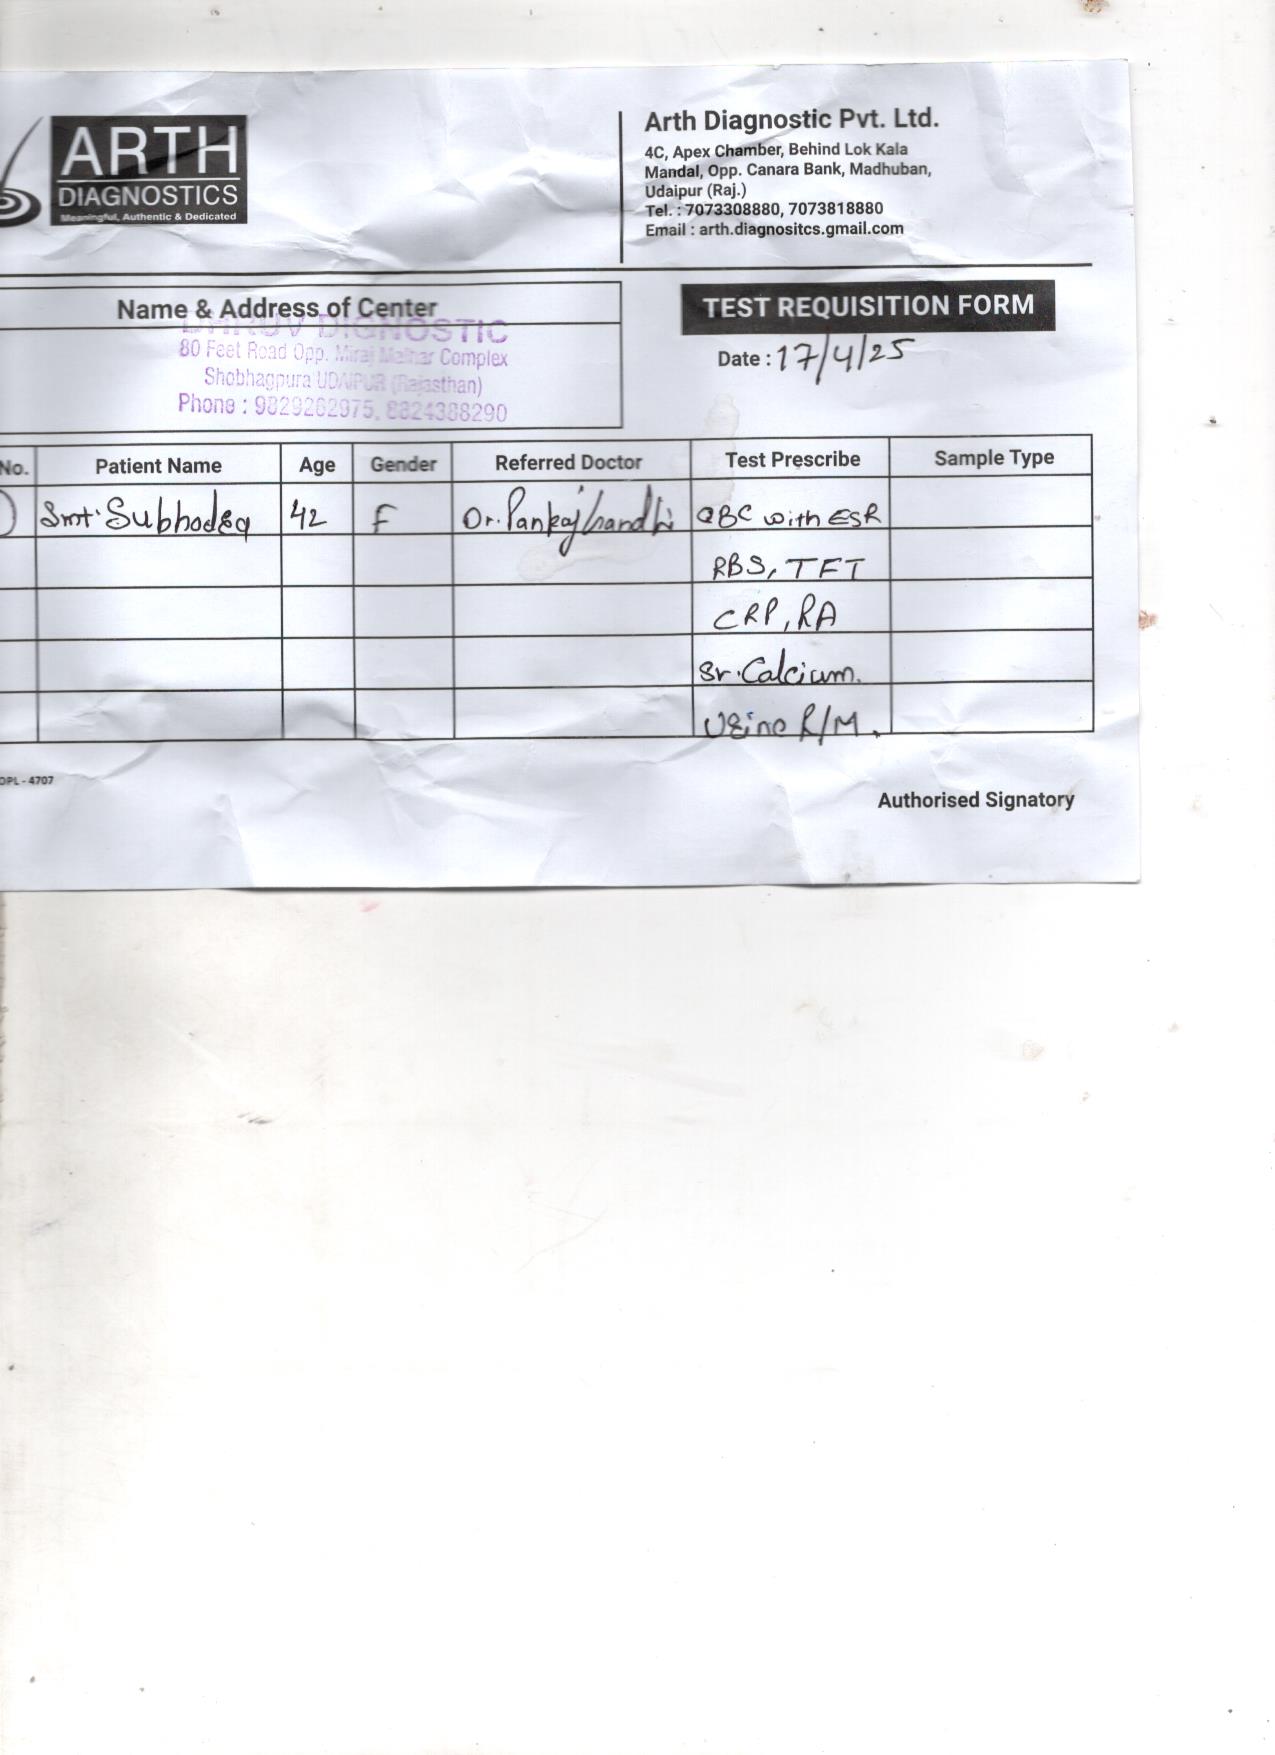 ARTH
DIAGNOSTICS
Meaningful, Authentic & Dedicated
Arth Diagnostic Pvt. Ltd.
4C, Apex Chamber, Behind Lok Kala
Mandal, Opp. Canara Bank, Madhuban,
Udaipur (Raj.)
Tel. : 7073308880, 7073818880
Email : arth.diagnositcs.gmail.com
Name & Address of Center
DIGNOSTIC
80 Feet Road Opp. Miraj Complex
Shobhagpura UDAIPUR (Rajasthan)
Phone : 9829262975, 8824388290
TEST REQUISITION FORM
Date : 17/4/25
No. Patient Name Age Gender Referred Doctor Test Prescribe Sample Type
Smt. 42 F Dr. Pankaj CBC with ESR
RBS, TFT
CRP, RA
Sr. Calcium.
Urine R/M.
DPL - 4707
Authorised Signatory